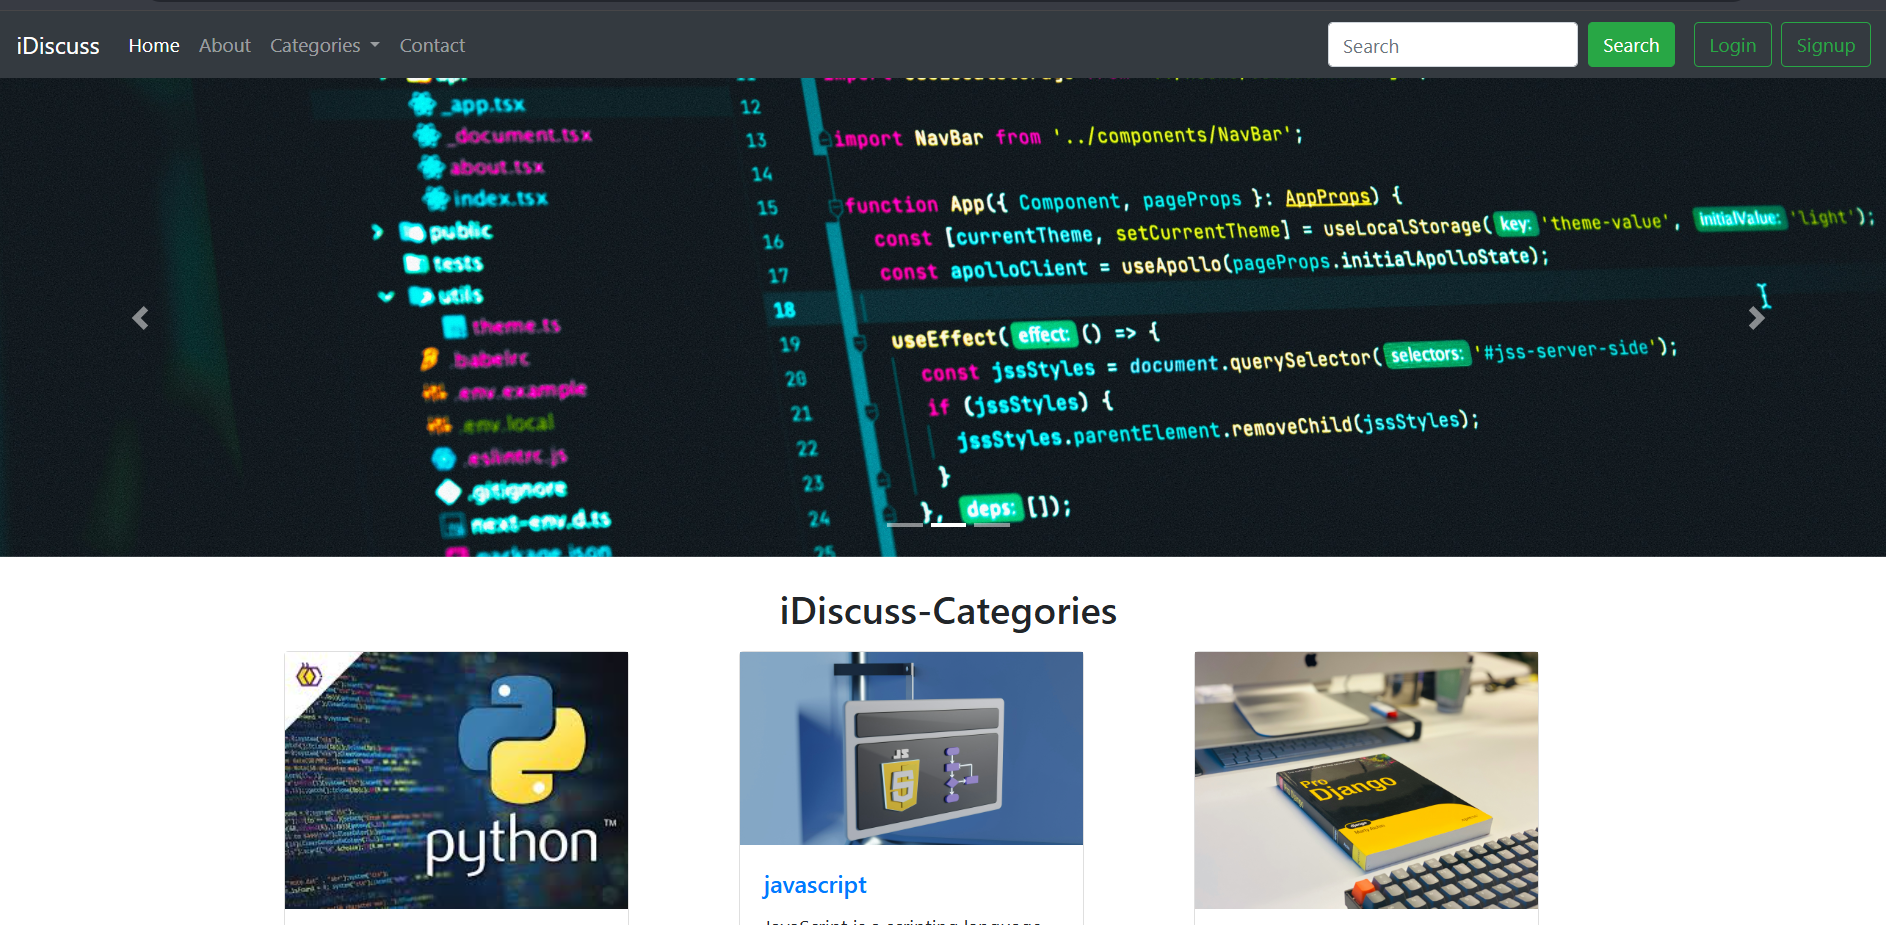 iDiscuss Home About Categories Contact Search Search Login Signup
_app.tsx
_document.tsx
about.tsx
index.tsx
public
tests
utils
theme.ts
.babelrc
.env.example
.env.local
.eslintrc.js
.gitignore
next-env.d.ts
package.json
12
13 import NavBar from '../components/NavBar';
14
15 function App({ Component, pageProps }: AppProps) {
16 const [currentTheme, setCurrentTheme] = useLocalStorage(key: 'theme-value', initialValue: 'light');
17 const apolloClient = useApollo(pageProps.initialApolloState);
18
19 useEffect( effect: () => {
20 const jssStyles = document.querySelector( selectors: '#jss-server-side');
21 if (jssStyles) {
22 jssStyles.parentElement.removeChild(jssStyles);
23 }
24 }, deps: []);
25
iDiscuss-Categories
python™
JS
Pro
Django
javascript
JavaScript is a scripting language